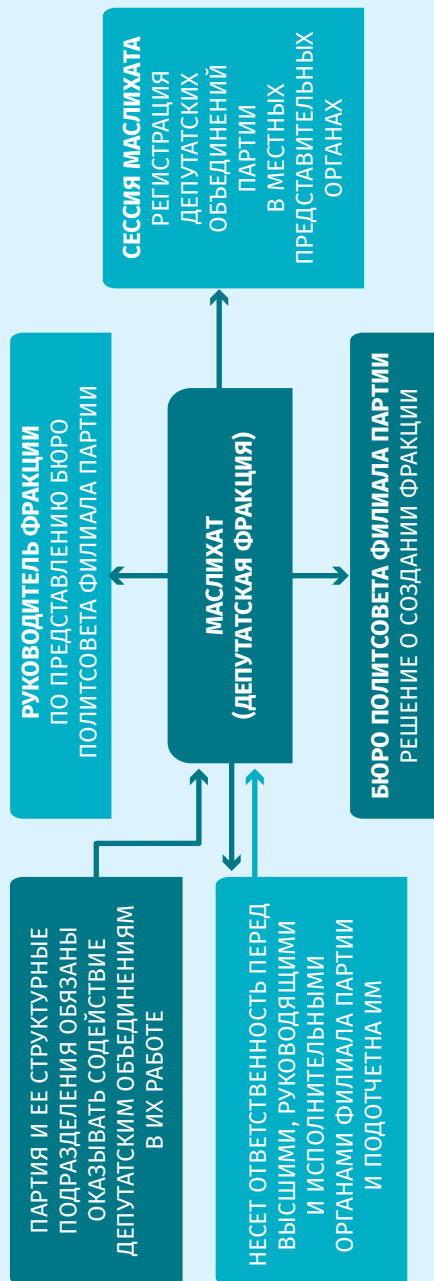 ПАРТИЯ И ЕЕ СТРУКТУРНЫЕ
ПОДРАЗДЕЛЕНИЯ ОБЯЗАНЫ
ОКАЗЫВАТЬ СОДЕЙСТВИЕ
ДЕПУТАТСКИМ ОБЪЕДИНЕНИЯМ
В ИХ РАБОТЕ
РУКОВОДИТЕЛЬ ФРАКЦИИ
ПО ПРЕДСТАВЛЕНИЮ БЮРО
ПОЛИТСОВЕТА ФИЛИАЛА ПАРТИИ
СЕССИЯ МАСЛИХАТА
РЕГИСТРАЦИЯ
ДЕПУТАТСКИХ
ОБЪЕДИНЕНИЙ
ПАРТИИ
В МЕСТНЫХ
ПРЕДСТАВИТЕЛЬНЫХ
ОРГАНАХ
МАСЛИХАТ
(ДЕПУТАТСКАЯ ФРАКЦИЯ)
НЕСЕТ ОТВЕТСТВЕННОСТЬ ПЕРЕД
ВЫСШИМИ, РУКОВОДЯЩИМИ
И ИСПОЛНИТЕЛЬНЫМИ
ОРГАНАМИ ФИЛИАЛА ПАРТИИ
И ПОДОТЧЕТНА ИМ
БЮРО ПОЛИТСОВЕТА ФИЛИАЛА ПАРТИИ
РЕШЕНИЕ О СОЗДАНИИ ФРАКЦИИ